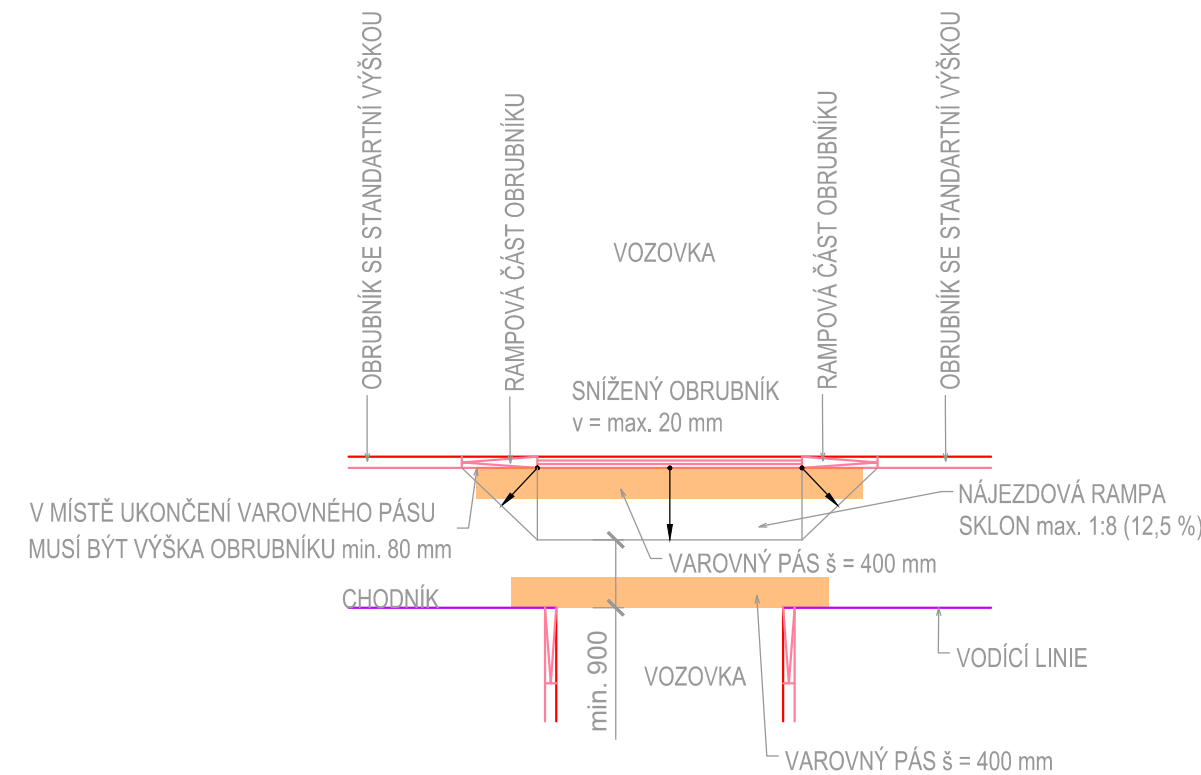 OBRUBNÍK SE STANDARTNÍ VÝŠKOU
RAMPOVÁ ČÁST OBRUBNÍKU
RAMPOVÁ ČÁST OBRUBNÍKU
OBRUBNÍK SE STANDARTNÍ VÝŠKOU
VOZOVKA
SNÍŽENÝ OBRUBNÍK
v = max. 20 mm
V MÍSTĚ UKONČENÍ VAROVNÉHO PÁSU
MUSÍ BÝT VÝŠKA OBRUBNÍKU min. 80 mm
NÁJEZDOVÁ RAMPA
SKLON max. 1:8 (12,5 %)
VAROVNÝ PÁS š = 400 mm
CHODNÍK
min. 900
VOZOVKA
VODÍCÍ LINIE
VAROVNÝ PÁS š = 400 mm